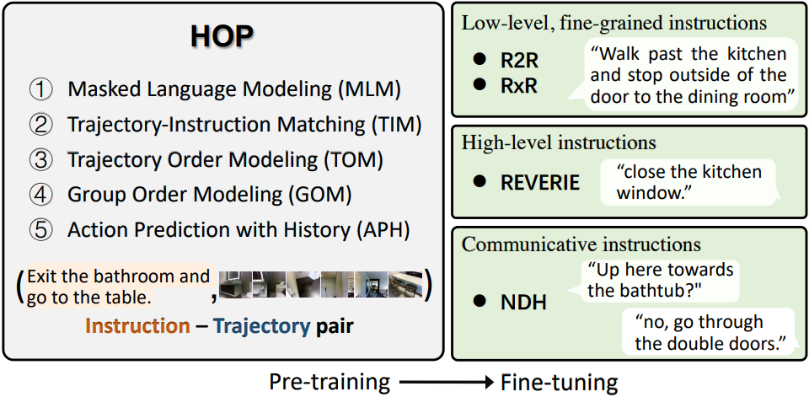 HOP
① Masked Language Modeling (MLM)
② Trajectory-Instruction Matching (TIM)
③ Trajectory Order Modeling (TOM)
④ Group Order Modeling (GOM)
⑤ Action Prediction with History (APH)
(Exit the bathroom and
go to the table. , )
Instruction – Trajectory pair
Low-level, fine-grained instructions
● R2R
● RxR
“Walk past the kitchen
and stop outside of the
door to the dining room”
High-level instructions
● REVERIE
“close the kitchen
window.”
Communicative instructions
● NDH
“Up here towards
the bathtub?"
“no, go through
the double doors.”
Pre-training ⟶ Fine-tuning